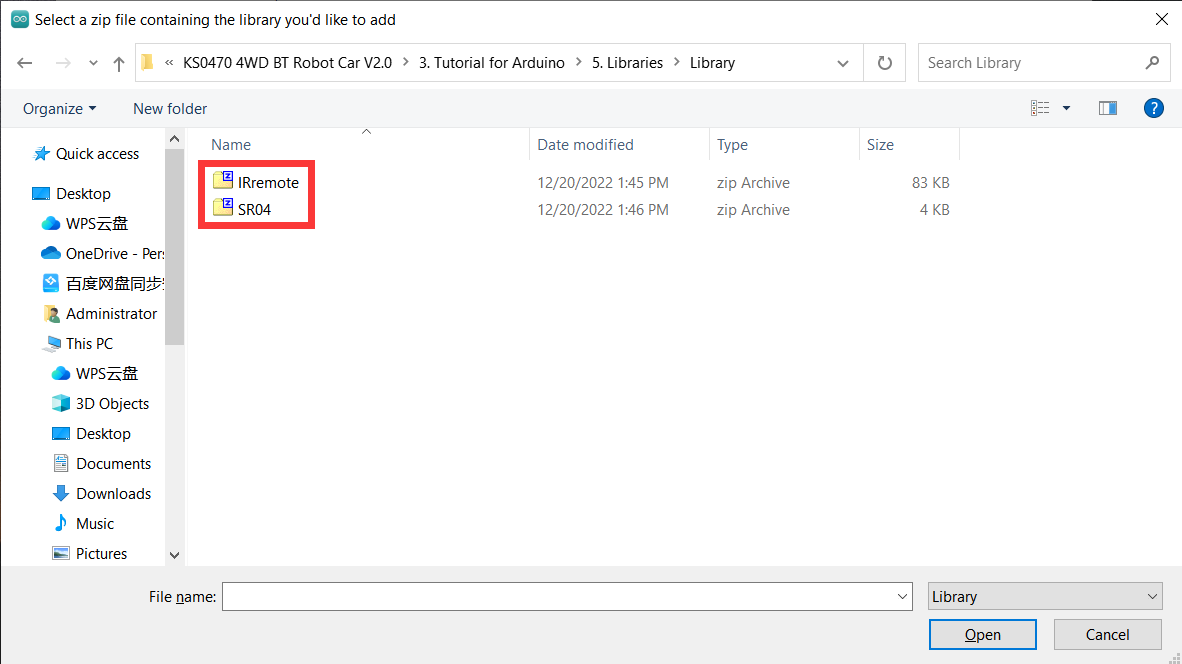 Select a zip file containing the library you'd like to add
« KS0470 4WD BT Robot Car V2.0 > 3. Tutorial for Arduino > 5. Libraries > Library
Search Library
Organize
New folder
Name
Date modified
Type
Size
Quick access
Desktop
WPS云盘
OneDrive - Pers
百度网盘同步
Administrator
This PC
WPS云盘
3D Objects
Desktop
Documents
Downloads
Music
Pictures
IRremote 12/20/2022 1:45 PM zip Archive 83 KB
SR04 12/20/2022 1:46 PM zip Archive 4 KB
File name:
Library
Open
Cancel